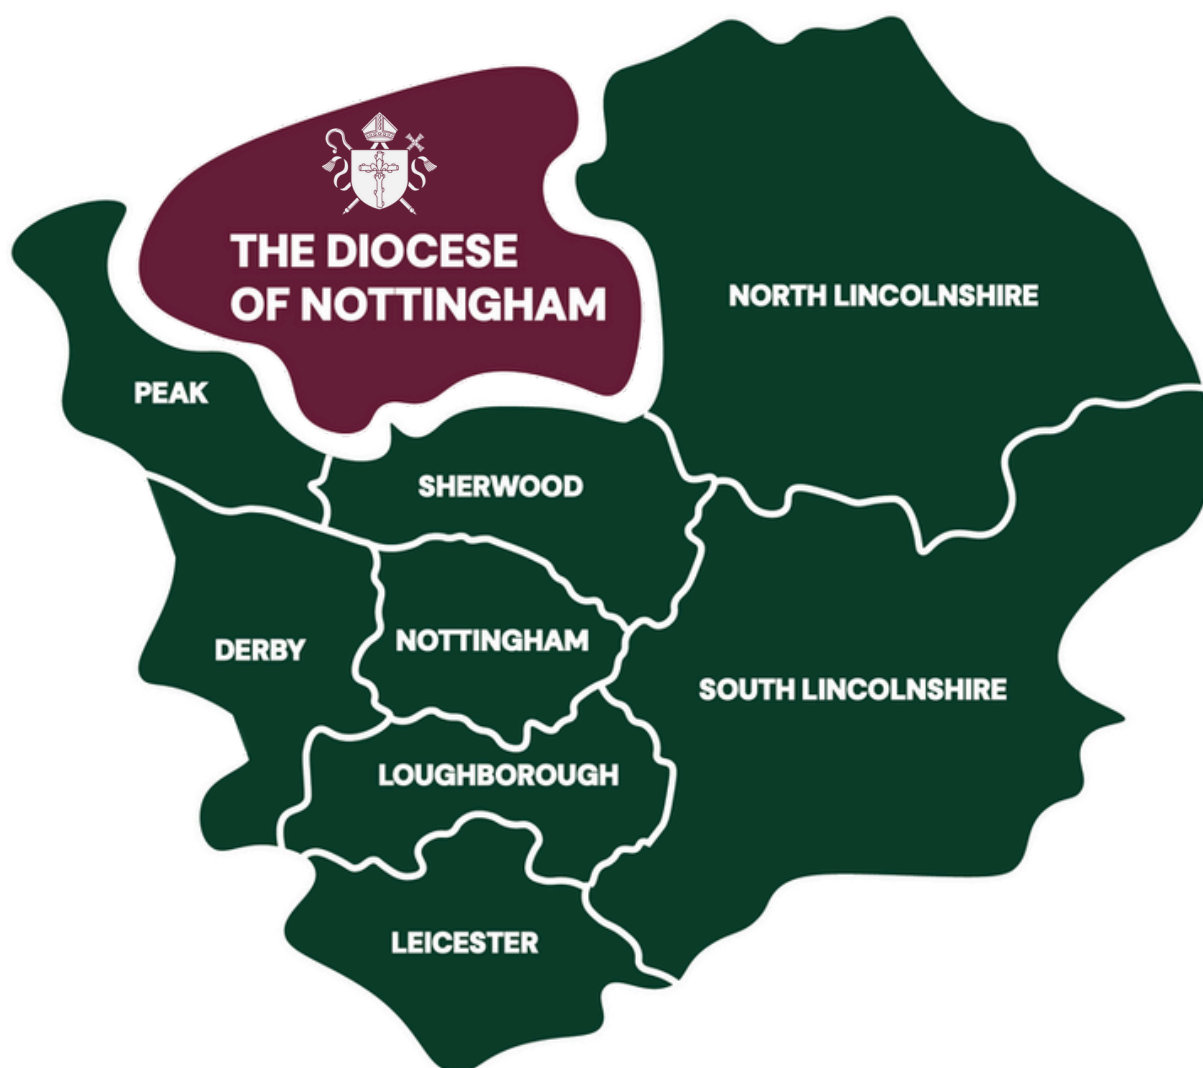 THE DIOCESE
OF NOTTINGHAM
NORTH LINCOLNSHIRE
PEAK
SHERWOOD
NOTTINGHAM
DERBY
SOUTH LINCOLNSHIRE
LOUGHBOROUGH
LEICESTER